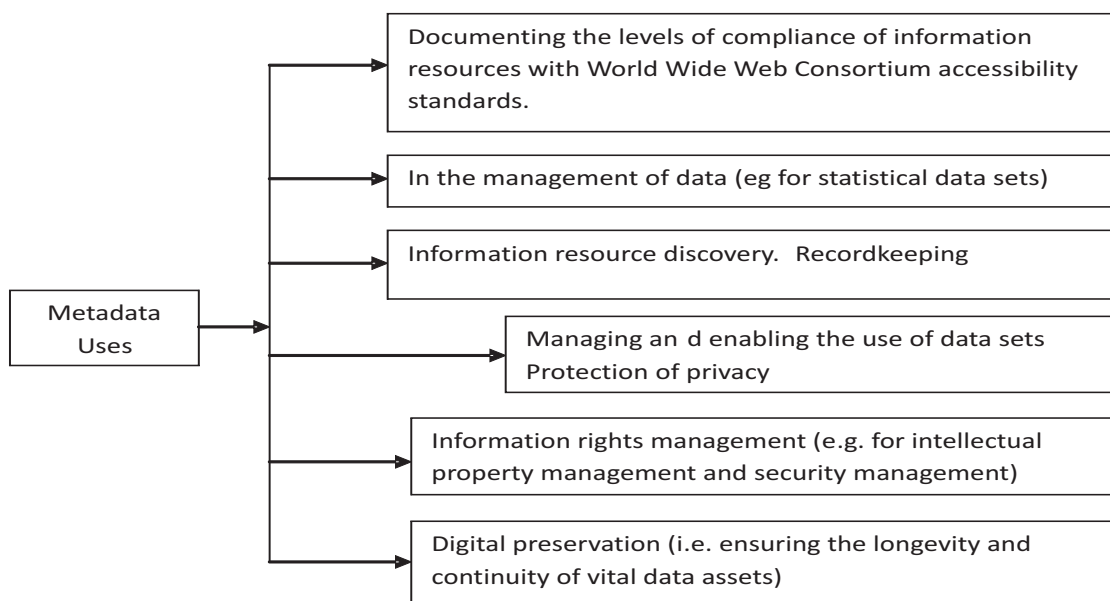 Documenting the levels of compliance of information
resources with World Wide Web Consortium accessibility
standards.
In the management of data (eg for statistical data sets)
Information resource discovery.  Recordkeeping
Metadata
Uses
Managing an d enabling the use of data sets
Protection of privacy
Information rights management (e.g. for intellectual
property management and security management)
Digital preservation (i.e. ensuring the longevity and
continuity of vital data assets)